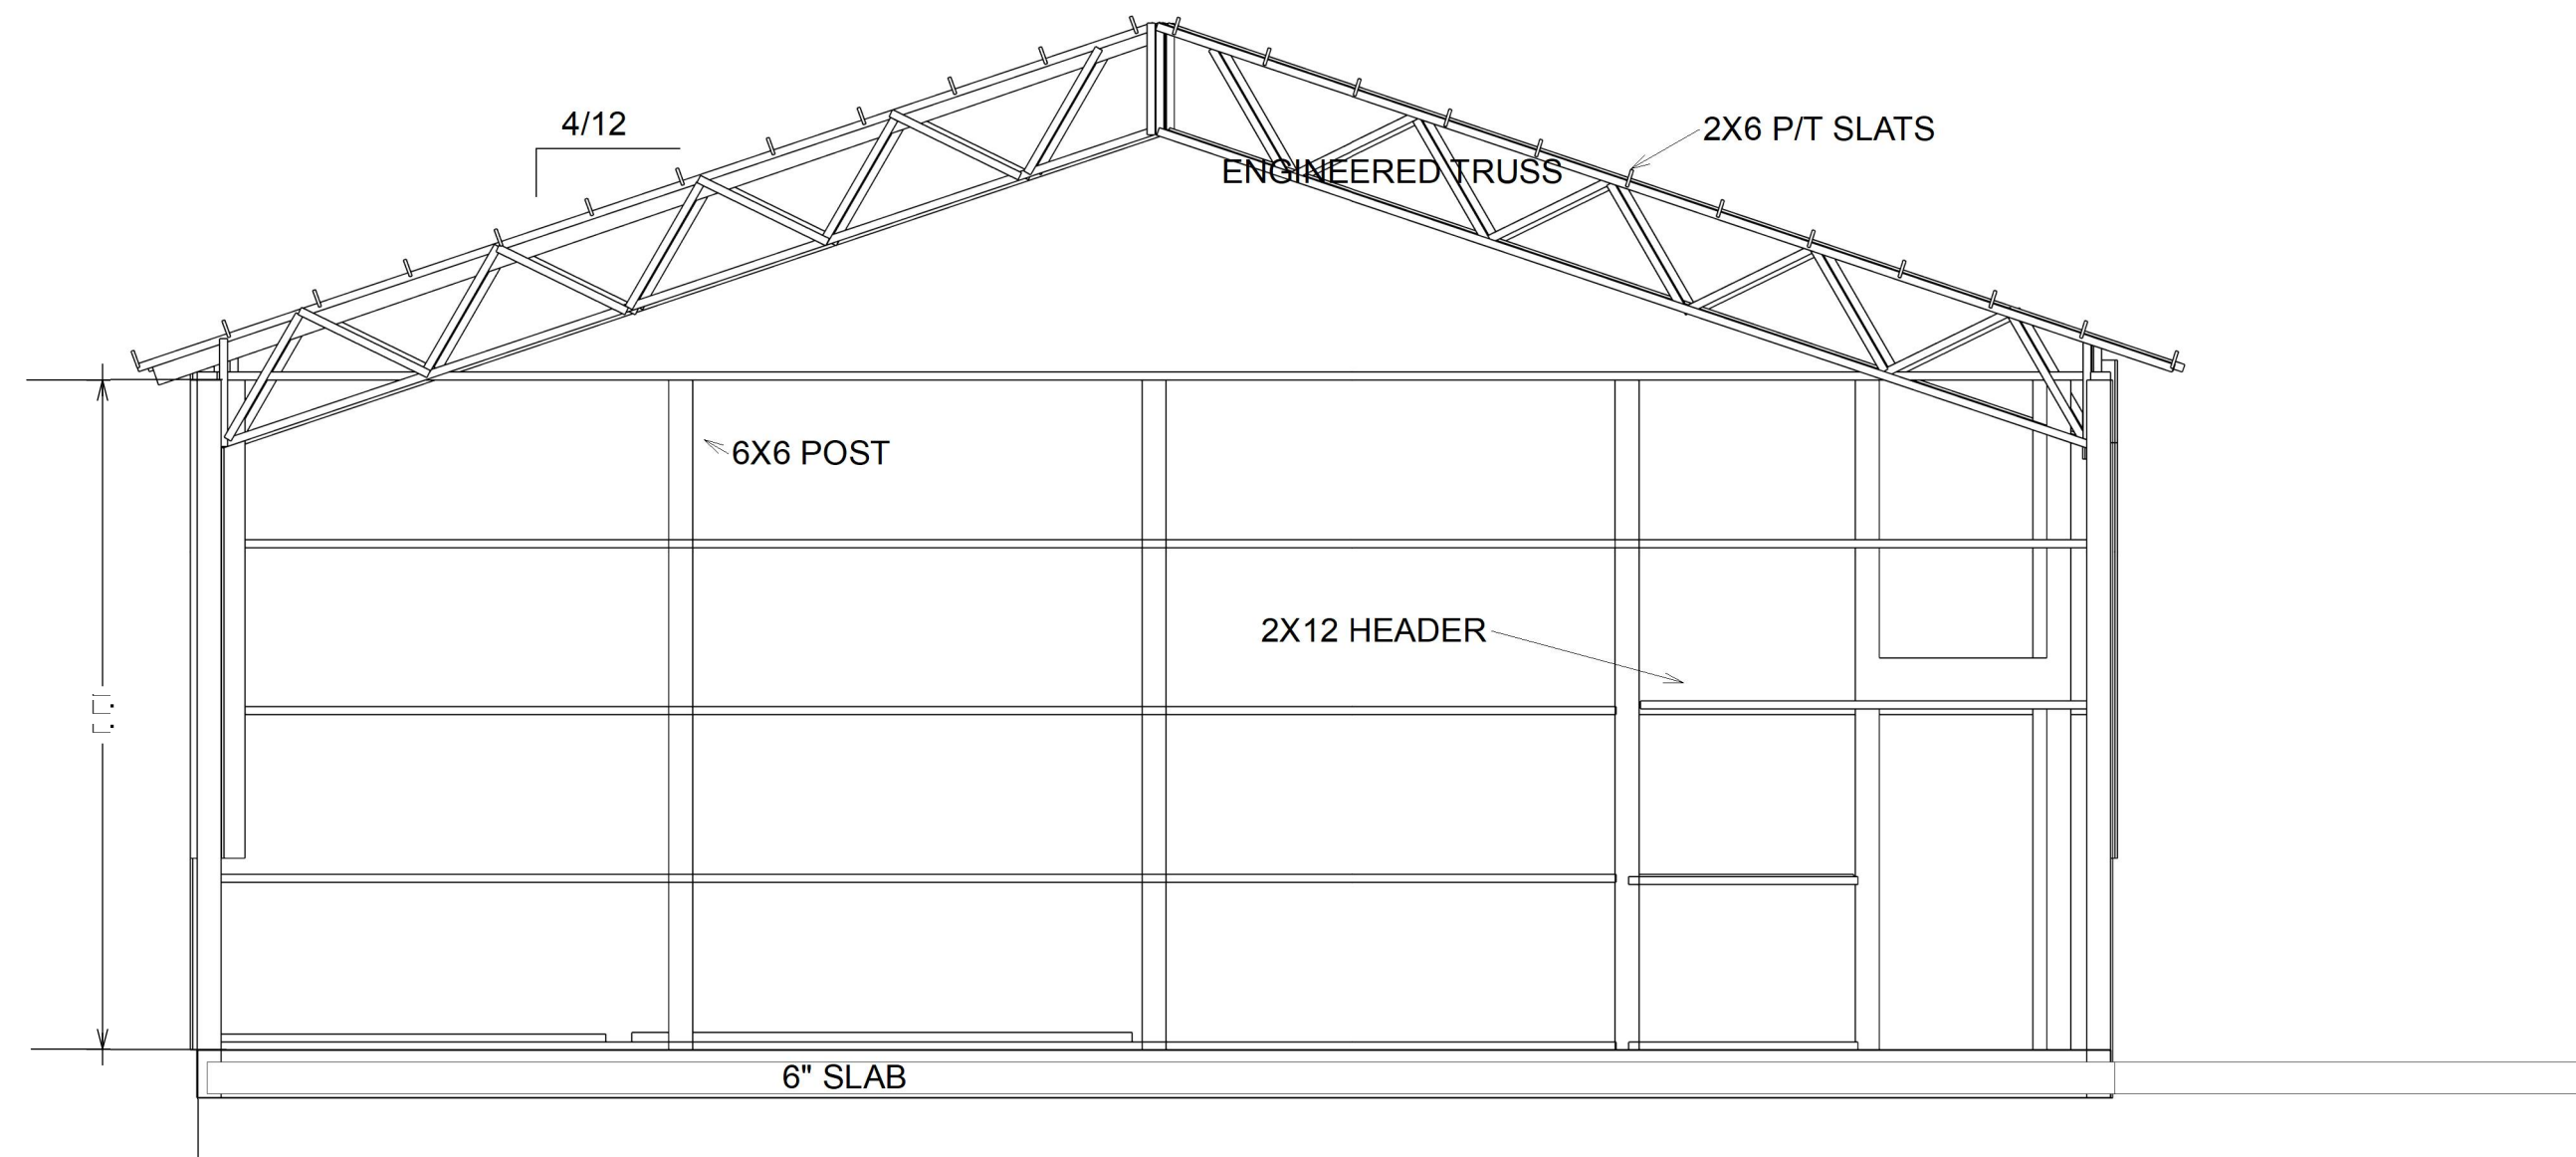 4/12
2X6 P/T SLATS
ENGINEERED TRUSS
6X6 POST
2X12 HEADER
6" SLAB